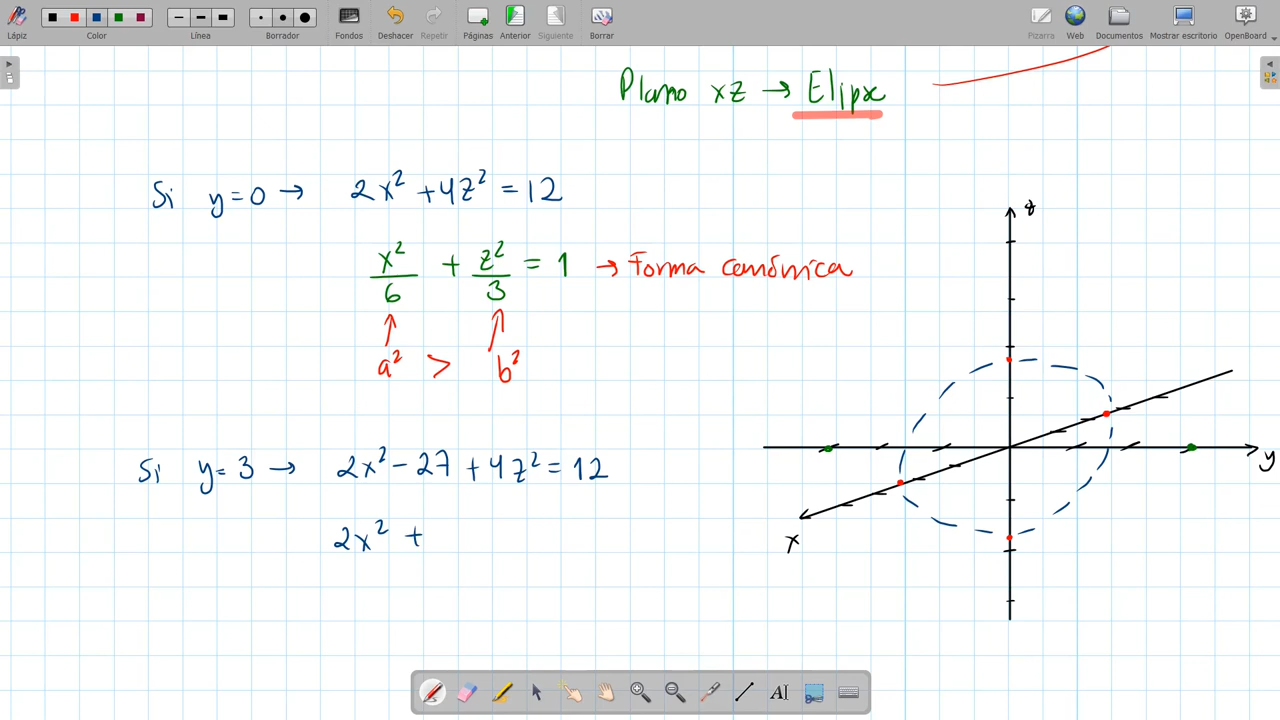 Lápiz Color Línea Borrador Fondos Deshacer Repetir Páginas Anterior Siguiente Borrar Pizarra Web Documentos Mostrar escritorio OpenBoard
Plano xz → Elipse
Si y=0 → 2x² + 4z² = 12
x²/6 + z²/3 = 1 → Forma canónica
a² > b²
Si y=3 → 2x² - 27 + 4z² = 12
2x² +
z
y
x